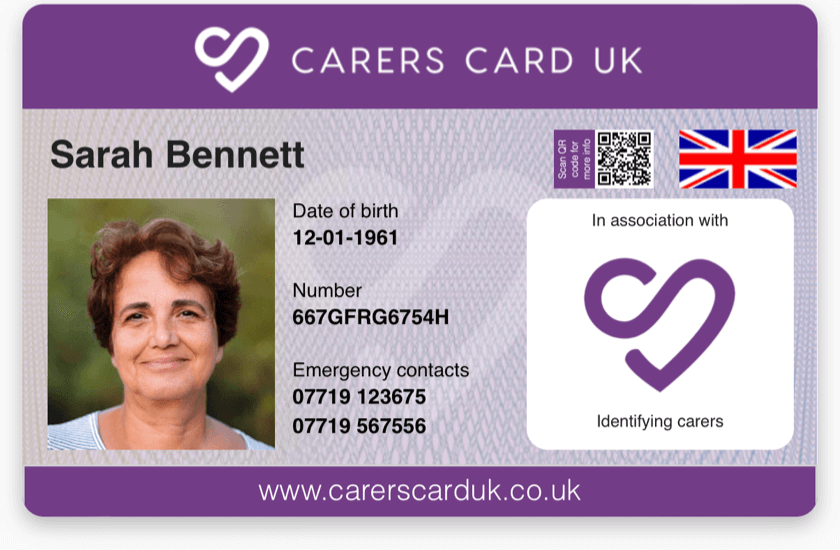 CARERS CARD UK
Sarah Bennett
Scan QR
code for
more info
Date of birth
12-01-1961
Number
667GFRG6754H
Emergency contacts
07719 123675
07719 567556
In association with
Identifying carers
www.carerscarduk.co.uk